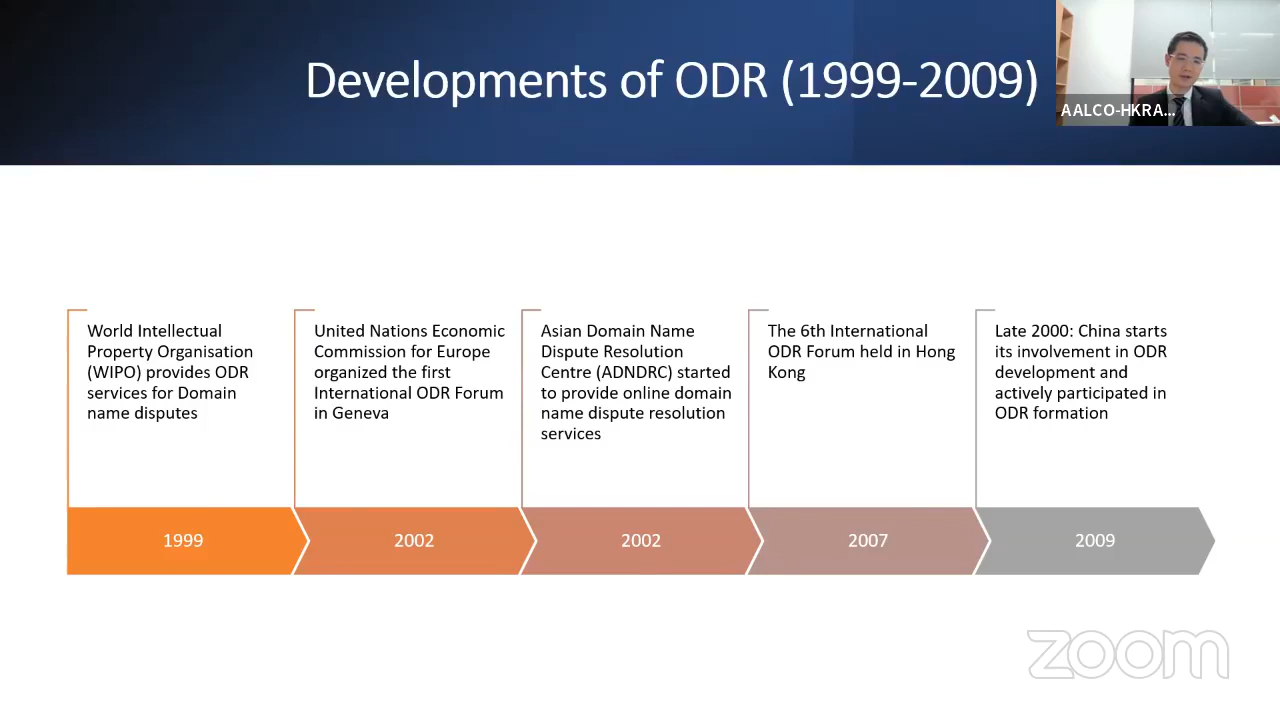 Developments of ODR (1999-2009)
AALCO-HKRA...
World Intellectual
Property Organisation
(WIPO) provides ODR
services for Domain
name disputes
United Nations Economic
Commission for Europe
organized the first
International ODR Forum
in Geneva
Asian Domain Name
Dispute Resolution
Centre (ADNDRC) started
to provide online domain
name dispute resolution
services
The 6th International
ODR Forum held in Hong
Kong
Late 2000: China starts
its involvement in ODR
development and
actively participated in
ODR formation
1999
2002
2002
2007
2009
zoom